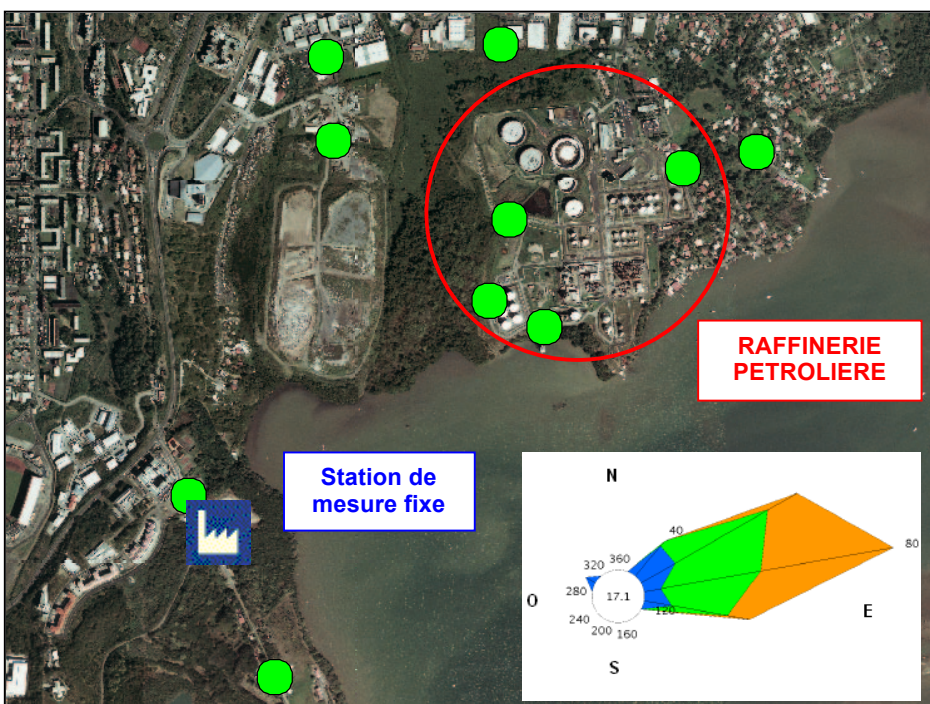 RAFFINERIE
PETROLIERE
Station de
mesure fixe
N
40
80
320
360
280
17.1
O
120
E
240
200
160
S